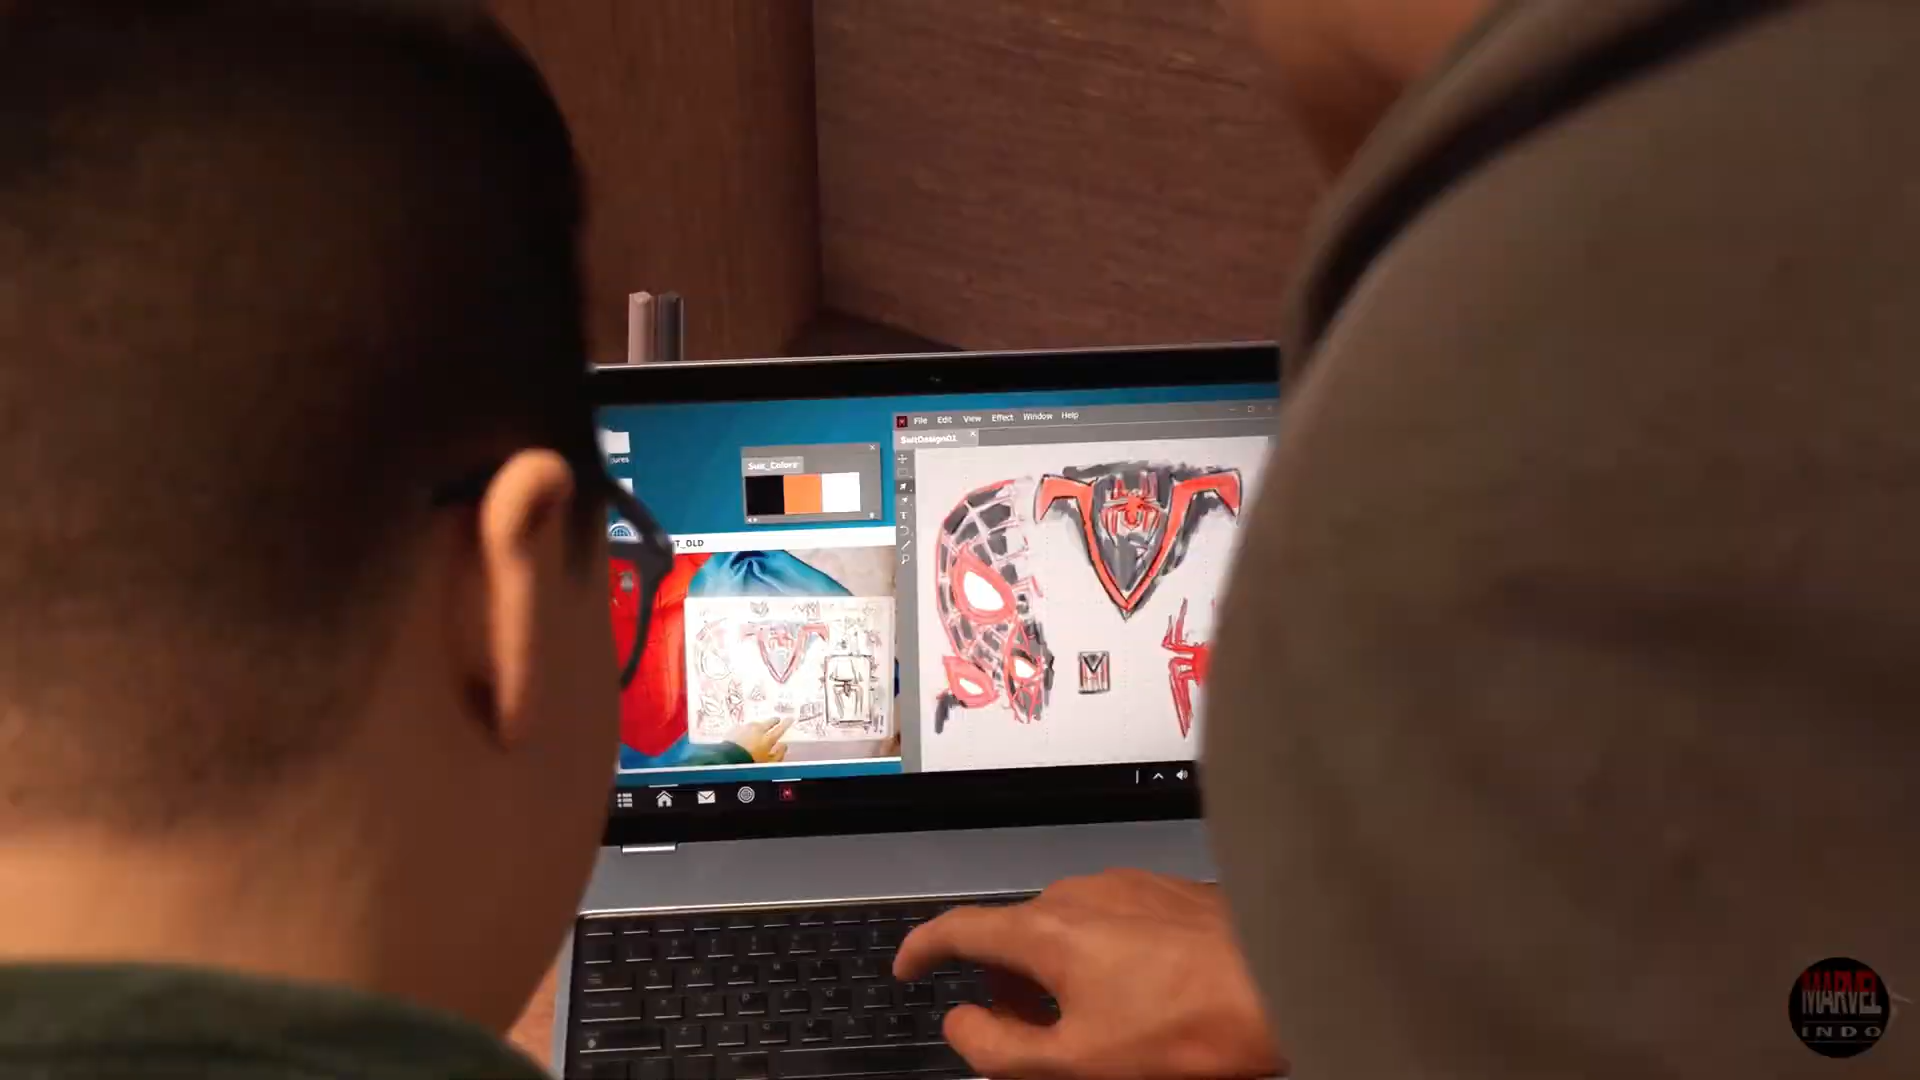 File Edit View Effect Window Help
SuitDesign01
Suit_Colors
T_OLD
MARVEL
INDO